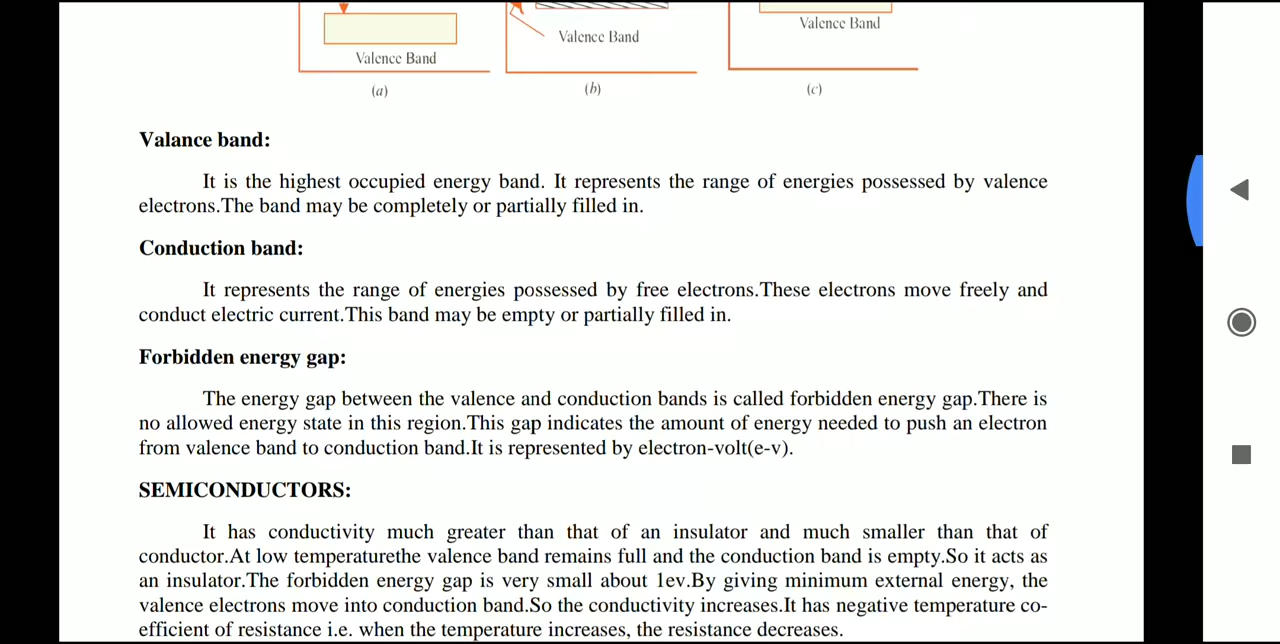 Valence Band
Valence Band
Valence Band
(a)
(b)
(c)
Valance band:
It is the highest occupied energy band. It represents the range of energies possessed by valence
electrons.The band may be completely or partially filled in.
Conduction band:
It represents the range of energies possessed by free electrons.These electrons move freely and
conduct electric current.This band may be empty or partially filled in.
Forbidden energy gap:
The energy gap between the valence and conduction bands is called forbidden energy gap.There is
no allowed energy state in this region.This gap indicates the amount of energy needed to push an electron
from valence band to conduction band.It is represented by electron-volt(e-v).
SEMICONDUCTORS:
It has conductivity much greater than that of an insulator and much smaller than that of
conductor.At low temperaturethe valence band remains full and the conduction band is empty.So it acts as
an insulator.The forbidden energy gap is very small about 1ev.By giving minimum external energy, the
valence electrons move into conduction band.So the conductivity increases.It has negative temperature co-
efficient of resistance i.e. when the temperature increases, the resistance decreases.